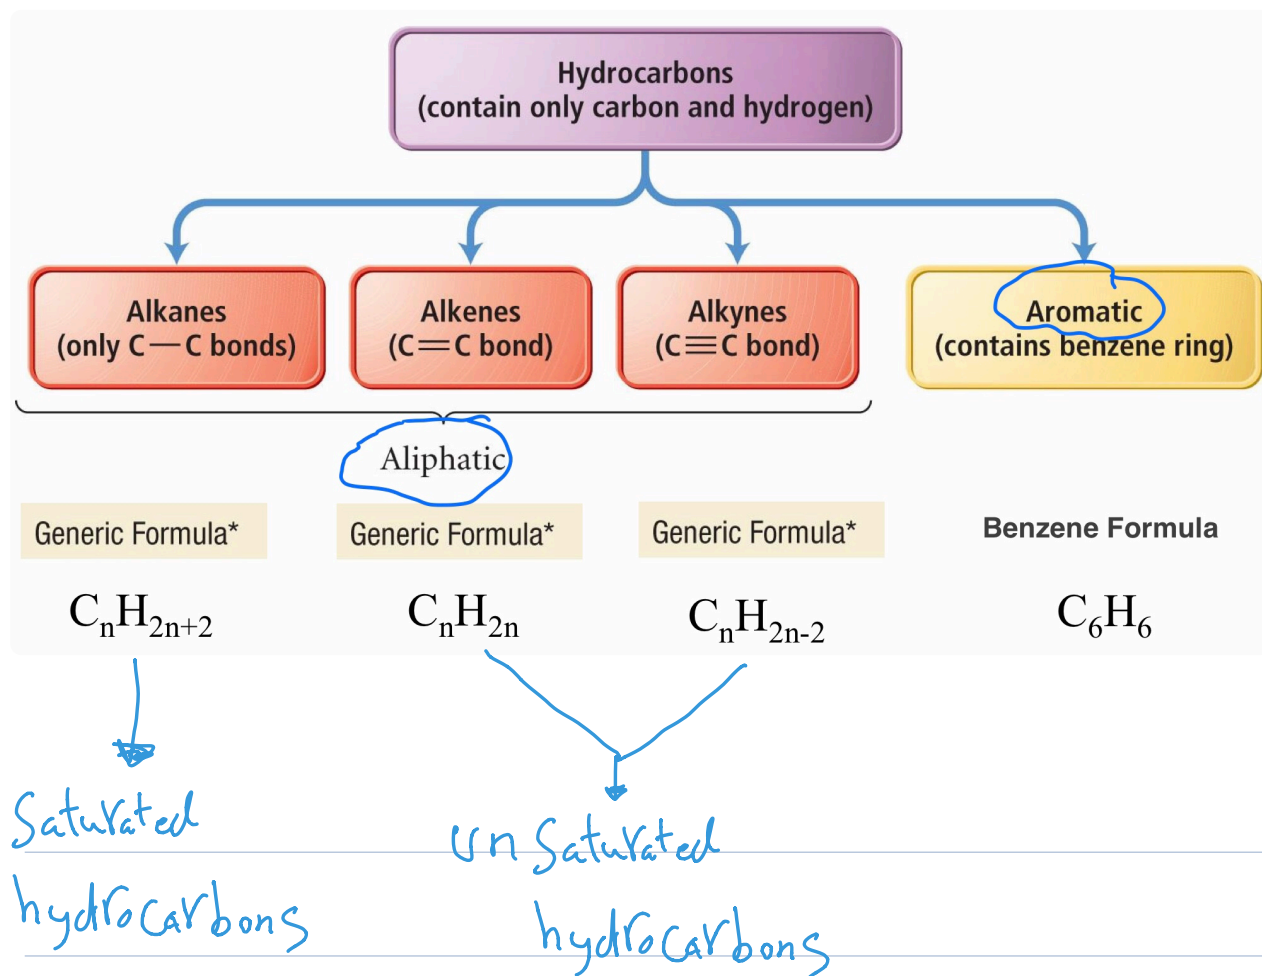 Hydrocarbons
(contain only carbon and hydrogen)
Alkanes
(only C—C bonds)
Alkenes
(C=C bond)
Alkynes
(C≡C bond)
Aromatic
(contains benzene ring)
Aliphatic
Generic Formula*
Generic Formula*
Generic Formula*
Benzene Formula
CₙH₂ₙ₊₂
CₙH₂ₙ
CₙH₂ₙ₋₂
C₆H₆
Saturated
hydrocarbons
un Saturated
hydrocarbons